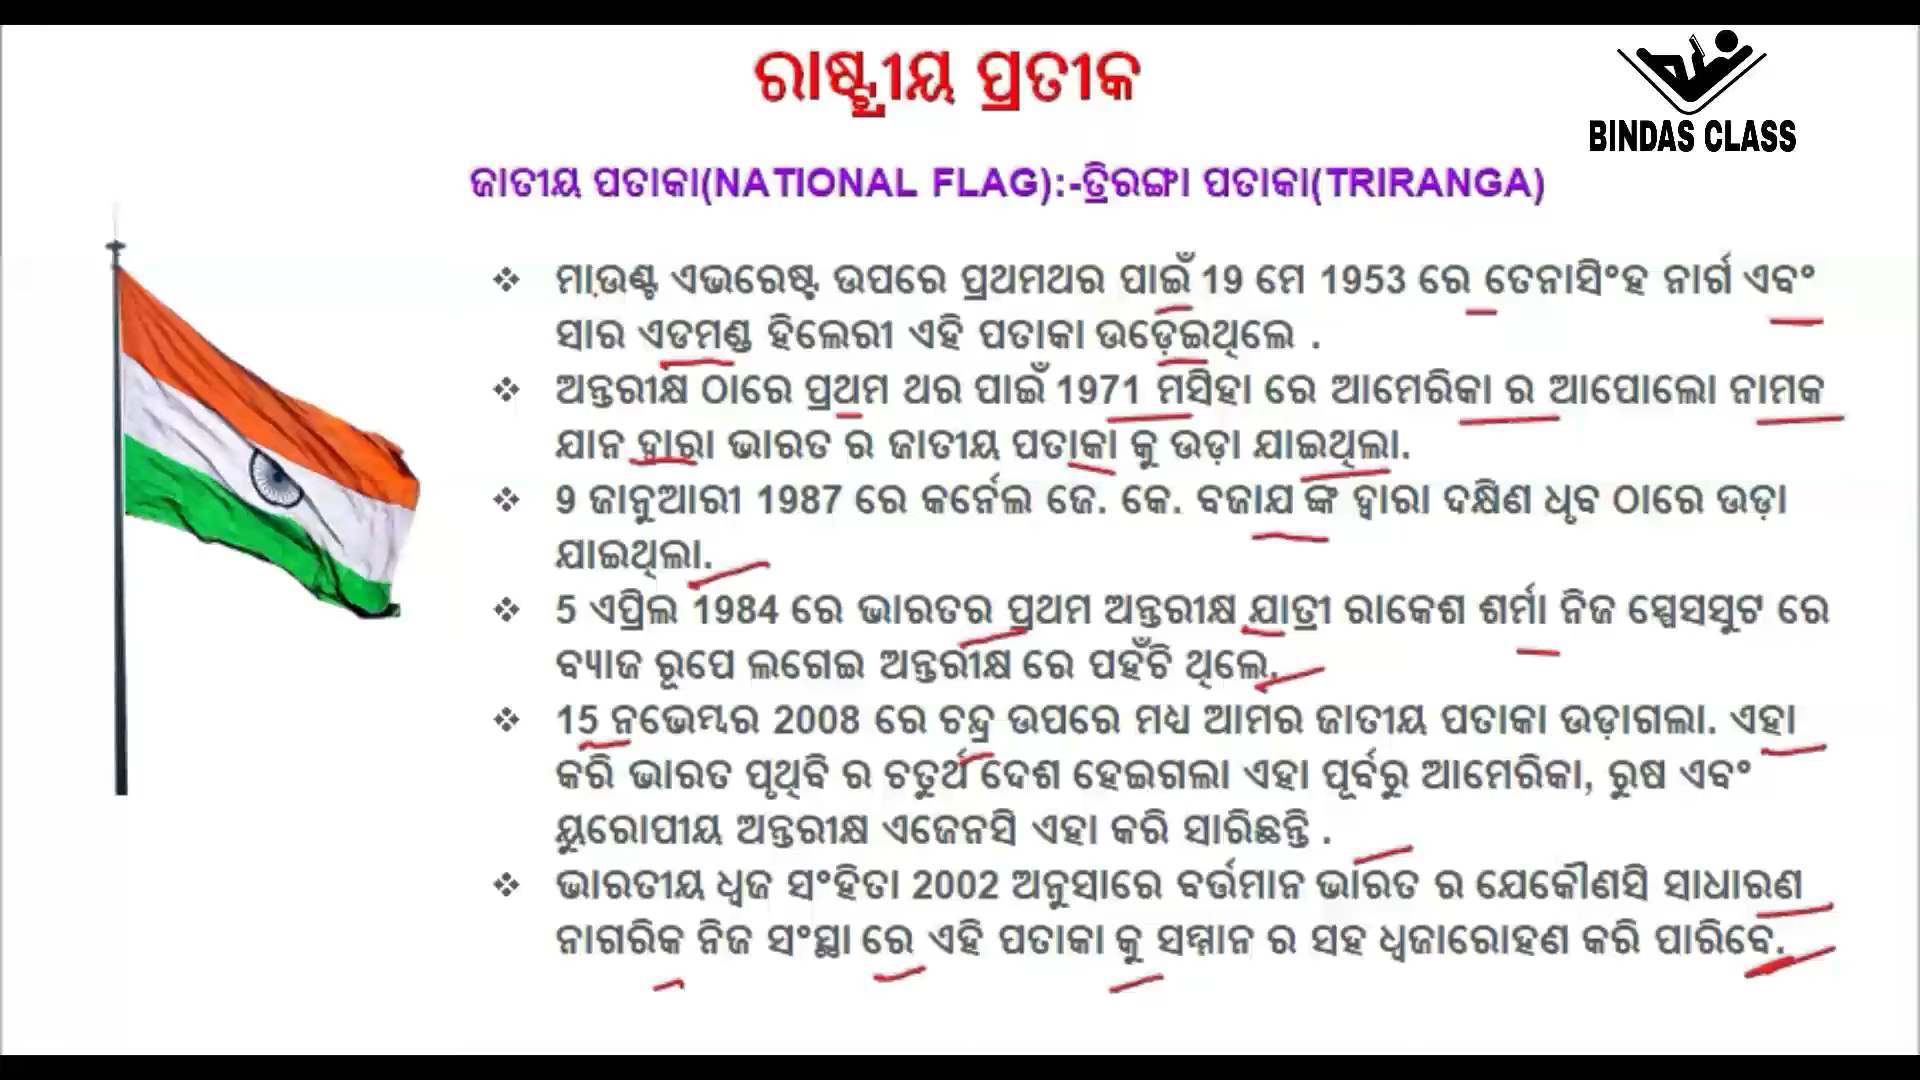 ରାଷ୍ଟ୍ରୀୟ ପ୍ରତୀକ
BINDAS CLASS
ଜାତୀୟ ପତାକା(NATIONAL FLAG):-ତ୍ରିରଙ୍ଗା ପତାକା(TRIRANGA)
❖ ମାଉଣ୍ଟ ଏଭରେଷ୍ଟ ଉପରେ ପ୍ରଥମଥର ପାଇଁ 19 ମେ 1953 ରେ ତେନାସିଂହ ନାର୍ଗ ଏବଂ
ସାର ଏଡମଣ୍ଡ ହିଲେରୀ ଏହି ପତାକା ଉଡ଼େଇଥିଲେ .
❖ ଅନ୍ତରୀକ୍ଷ ଠାରେ ପ୍ରଥମ ଥର ପାଇଁ 1971 ମସିହା ରେ ଆମେରିକା ର ଆପୋଲୋ ନାମକ
ଯାନ ଦ୍ୱାରା ଭାରତ ର ଜାତୀୟ ପତାକା କୁ ଉଡ଼ା ଯାଇଥିଲା.
❖ 9 ଜାନୁଆରୀ 1987 ରେ କର୍ନେଲ ଜେ. କେ. ବଜାଯ ଙ୍କ ଦ୍ୱାରା ଦକ୍ଷିଣ ଧୃବ ଠାରେ ଉଡ଼ା
ଯାଇଥିଲା.
❖ 5 ଏପ୍ରିଲ 1984 ରେ ଭାରତର ପ୍ରଥମ ଅନ୍ତରୀକ୍ଷ ଯାତ୍ରୀ ରାକେଶ ଶର୍ମା ନିଜ ସ୍ପେସସୁଟ ରେ
ବ୍ୟାଜ ରୂପେ ଲଗେଇ ଅନ୍ତରୀକ୍ଷ ରେ ପହଁଚି ଥିଲେ.
❖ 15 ନଭେମ୍ବର 2008 ରେ ଚନ୍ଦ୍ର ଉପରେ ମଧ୍ୟ ଆମର ଜାତୀୟ ପତାକା ଉଡ଼ାଗଲା. ଏହା
କରି ଭାରତ ପୃଥିବି ର ଚତୁର୍ଥ ଦେଶ ହେଇଗଲା ଏହା ପୂର୍ବରୁ ଆମେରିକା, ରୁଷ ଏବଂ
ୟୁରୋପୀୟ ଅନ୍ତରୀକ୍ଷ ଏଜେନସି ଏହା କରି ସାରିଛନ୍ତି .
❖ ଭାରତୀୟ ଧ୍ଵଜ ସଂହିତା 2002 ଅନୁସାରେ ବର୍ତ୍ତମାନ ଭାରତ ର ଯେକୌଣସି ସାଧାରଣ
ନାଗରିକ ନିଜ ସଂସ୍ଥା ରେ ଏହି ପତାକା କୁ ସମ୍ମାନ ର ସହ ଧ୍ଵଜାରୋହଣ କରି ପାରିବେ.